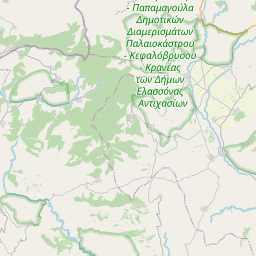 - Παπαμαγούλα
Δημοτικών
Διαμερισμάτων
Παλαιοκάστρου
- Κεφαλόβρυσου
- Κρανέας
των Δήμων
Ελασσόνας
Αντιχασίων